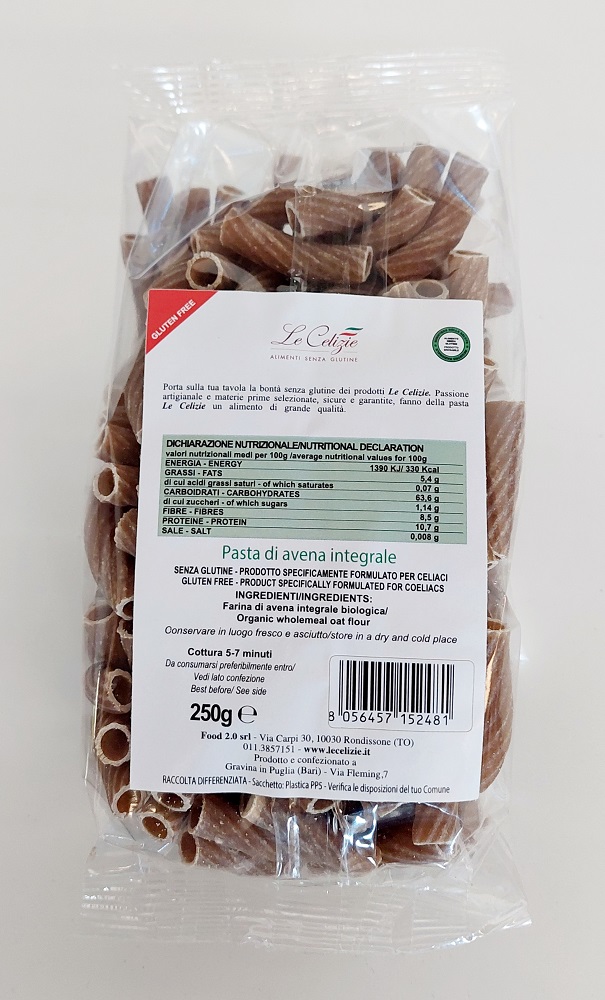 GLUTEN FREE
Le Celizie
ALIMENTI SENZA GLUTINE
Porta sulla tua tavola la bontà senza glutine dei prodotti Le Celizie. Passione
artigianale e materie prime selezionate, sicure e garantite, fanno della pasta
Le Celizie un alimento di grande qualità.
DICHIARAZIONE NUTRIZIONALE/NUTRITIONAL DECLARATION
valori nutrizionali medi per 100g /average nutritional values for 100g
ENERGIA - ENERGY 1390 KJ/ 330 Kcal
GRASSI - FATS 5,4 g
di cui acidi grassi saturi - of which saturates 0,07 g
CARBOIDRATI - CARBOHYDRATES 63,6 g
di cui zuccheri - of which sugars 1,14 g
FIBRE - FIBRES 8,5 g
PROTEINE - PROTEIN 10,7 g
SALE - SALT 0,008 g
Pasta di avena integrale
SENZA GLUTINE - PRODOTTO SPECIFICAMENTE FORMULATO PER CELIACI
GLUTEN FREE - PRODUCT SPECIFICALLY FORMULATED FOR COELIACS
INGREDIENTI/INGREDIENTS:
Farina di avena integrale biologica/
Organic wholemeal oat flour
Conservare in luogo fresco e asciutto/store in a dry and cold place
Cottura 5-7 minuti
Da consumarsi preferibilmente entro/
Vedi lato confezione
Best before/ See side
250g e
8 056457 152481
Food 2.0 srl - Via Carpi 30, 10030 Rondissone (TO)
011.3857151 - www.lecelizie.it
Prodotto e confezionato a
Gravina in Puglia (Bari) - Via Fleming,7
RACCOLTA DIFFERENZIATA - Sacchetto: Plastica PP5 - Verifica le disposizioni del tuo Comune